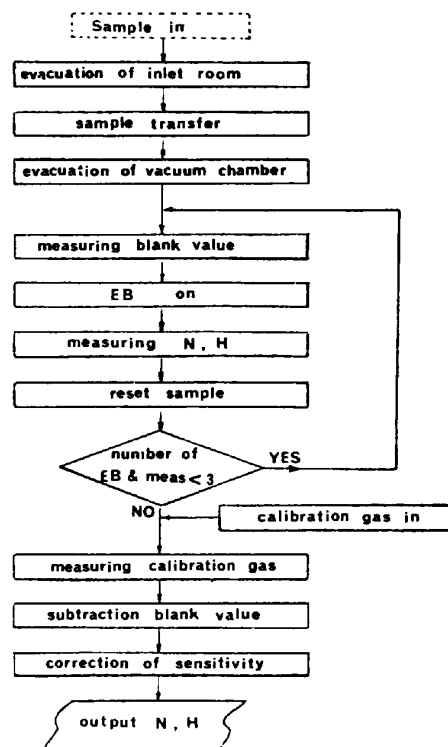 Sample in
evacuation of inlet room
sample transfer
evacuation of vacuum chamber
measuring blank value
EB on
measuring N, H
reset sample
number of
EB & meas < 3
YES
NO
calibration gas in
measuring calibration gas
subtraction blank value
correction of sensitivity
output N, H